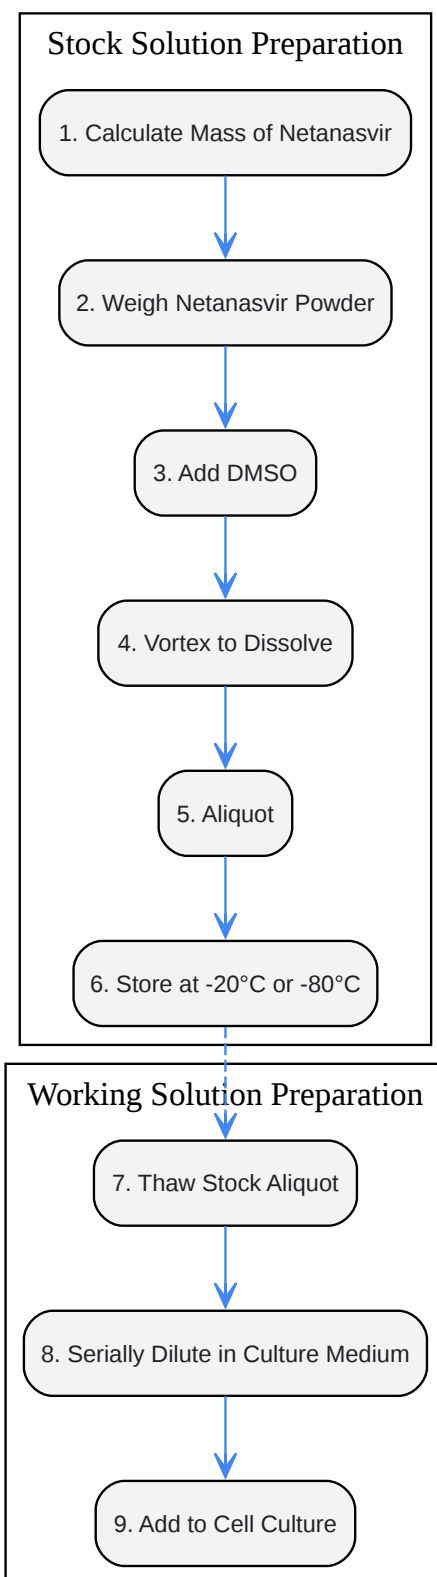 Stock Solution Preparation
1. Calculate Mass of Netanasvir
2. Weigh Netanasvir Powder
3. Add DMSO
4. Vortex to Dissolve
5. Aliquot
6. Store at -20°C or -80°C
Working Solution Preparation
7. Thaw Stock Aliquot
8. Serially Dilute in Culture Medium
9. Add to Cell Culture